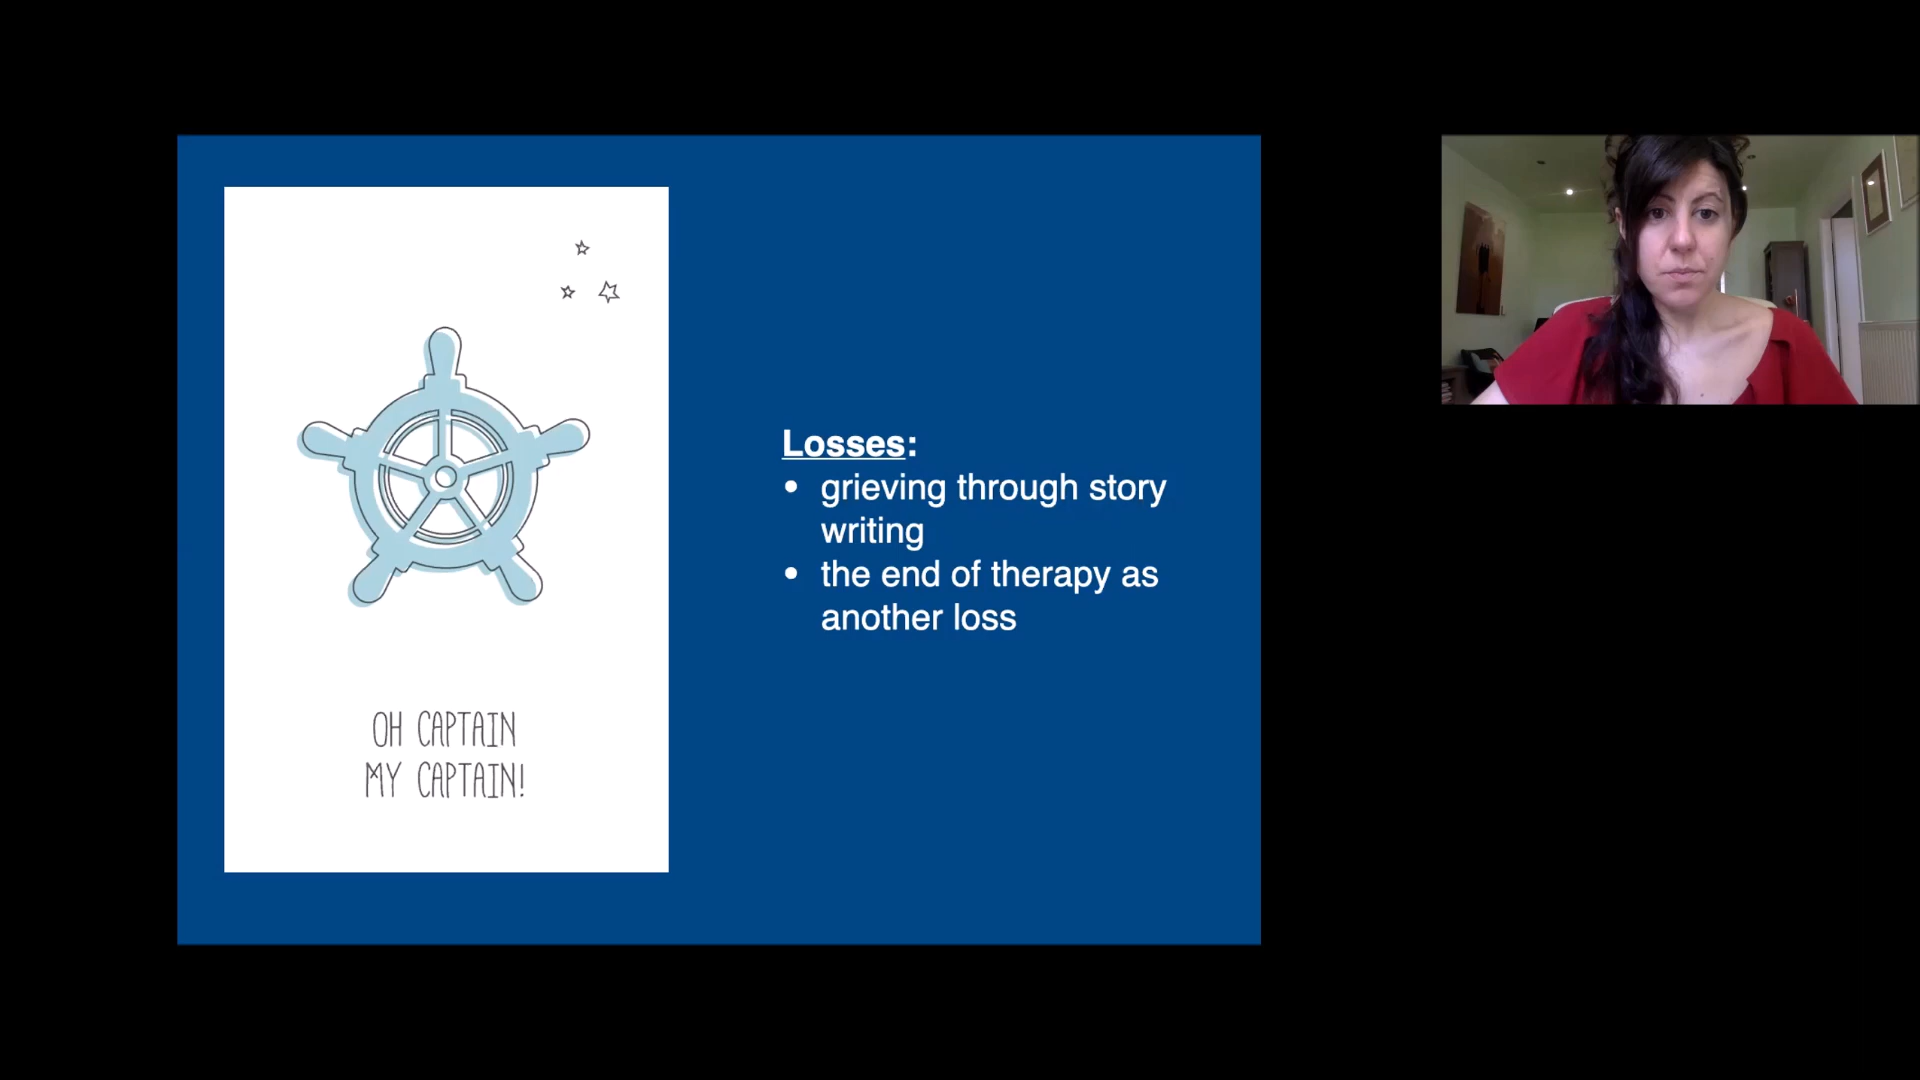 OH CAPTAIN
MY CAPTAIN!
Losses:
• grieving through story
writing
• the end of therapy as
another loss